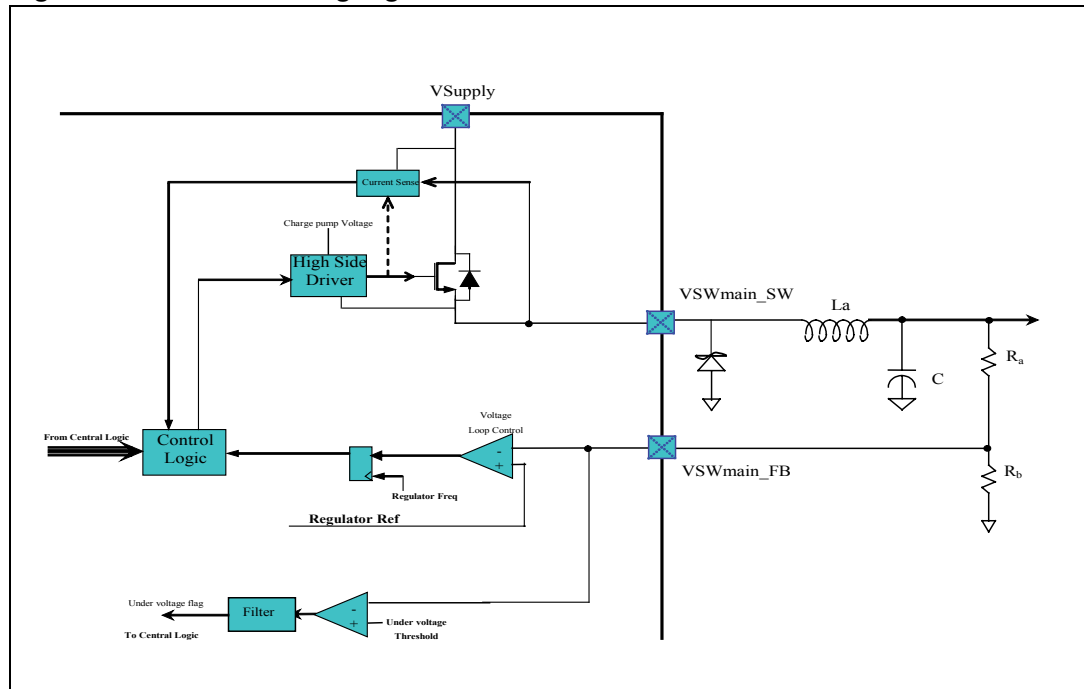 VSupply
Current Sense
Charge pump Voltage
High Side
Driver
VSWmain_SW
La
Ra
C
Voltage
Loop Control
From Central Logic
Control
Logic
-
+
VSWmain_FB
Rb
Regulator Freq
Regulator Ref
Under voltage flag
Filter
-
+
Under voltage
Threshold
To Central Logic